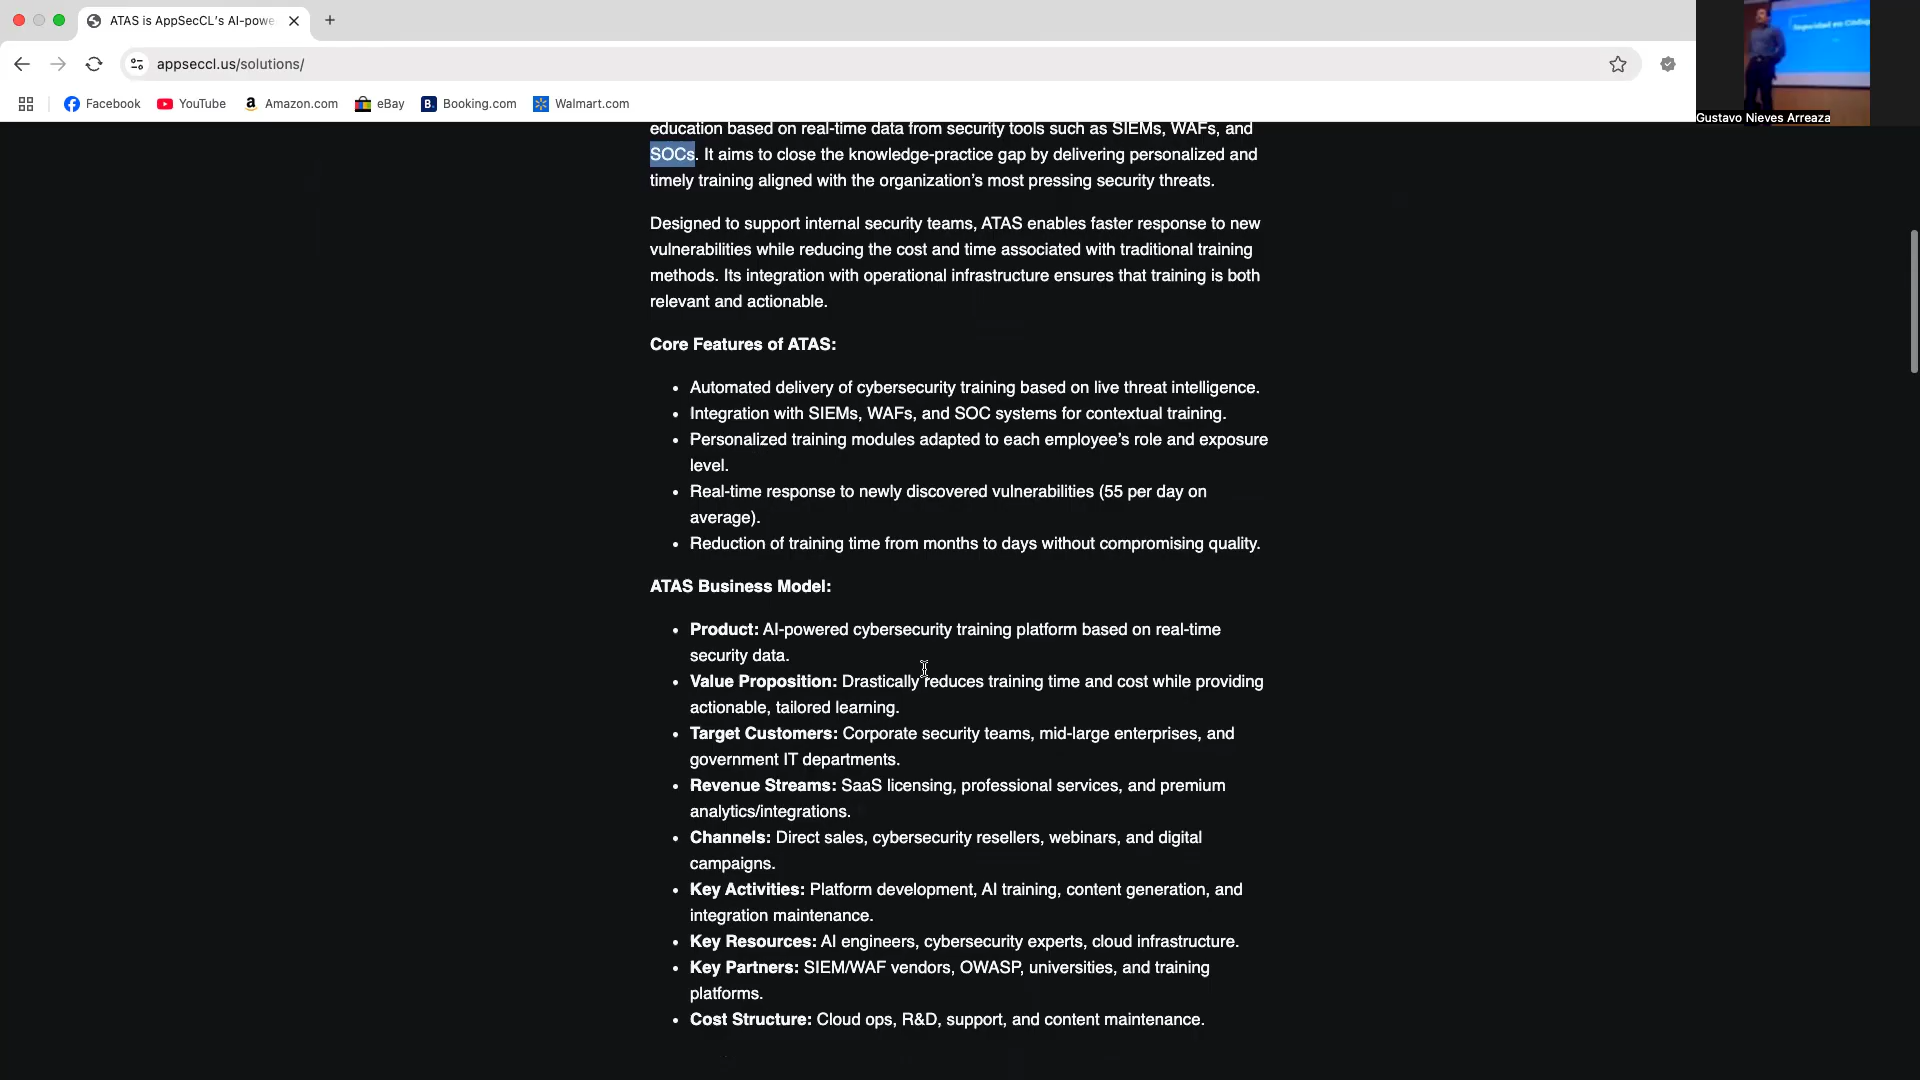 ATAS is AppSecCL's AI-powe
appseccl.us/solutions/
Facebook YouTube Amazon.com eBay Booking.com Walmart.com
Gustavo Nieves Arreaza
education based on real-time data from security tools such as SIEMs, WAFs, and
SOCs. It aims to close the knowledge-practice gap by delivering personalized and
timely training aligned with the organization's most pressing security threats.
Designed to support internal security teams, ATAS enables faster response to new
vulnerabilities while reducing the cost and time associated with traditional training
methods. Its integration with operational infrastructure ensures that training is both
relevant and actionable.
Core Features of ATAS:
• Automated delivery of cybersecurity training based on live threat intelligence.
• Integration with SIEMs, WAFs, and SOC systems for contextual training.
• Personalized training modules adapted to each employee's role and exposure
level.
• Real-time response to newly discovered vulnerabilities (55 per day on
average).
• Reduction of training time from months to days without compromising quality.
ATAS Business Model:
• Product: AI-powered cybersecurity training platform based on real-time
security data.
• Value Proposition: Drastically reduces training time and cost while providing
actionable, tailored learning.
• Target Customers: Corporate security teams, mid-large enterprises, and
government IT departments.
• Revenue Streams: SaaS licensing, professional services, and premium
analytics/integrations.
• Channels: Direct sales, cybersecurity resellers, webinars, and digital
campaigns.
• Key Activities: Platform development, AI training, content generation, and
integration maintenance.
• Key Resources: AI engineers, cybersecurity experts, cloud infrastructure.
• Key Partners: SIEM/WAF vendors, OWASP, universities, and training
platforms.
• Cost Structure: Cloud ops, R&D, support, and content maintenance.